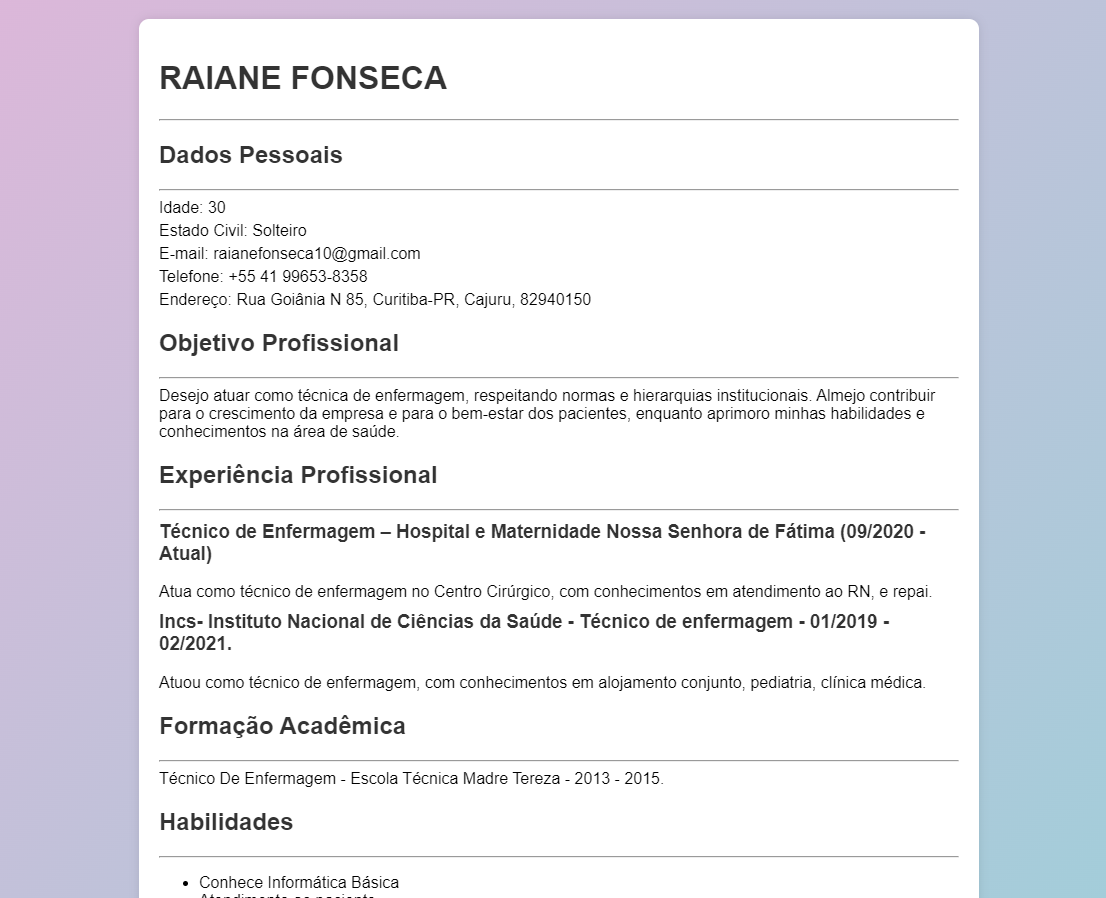 RAIANE FONSECA
Dados Pessoais
Idade: 30
Estado Civil: Solteiro
E-mail: raianefonseca10@gmail.com
Telefone: +55 41 99653-8358
Endereço: Rua Goiânia N 85, Curitiba-PR, Cajuru, 82940150
Objetivo Profissional
Desejo atuar como técnica de enfermagem, respeitando normas e hierarquias institucionais. Almejo contribuir
para o crescimento da empresa e para o bem-estar dos pacientes, enquanto aprimoro minhas habilidades e
conhecimentos na área de saúde.
Experiência Profissional
Técnico de Enfermagem – Hospital e Maternidade Nossa Senhora de Fátima (09/2020 -
Atual)
Atua como técnico de enfermagem no Centro Cirúrgico, com conhecimentos em atendimento ao RN, e repai.
Incs- Instituto Nacional de Ciências da Saúde - Técnico de enfermagem - 01/2019 -
02/2021.
Atuou como técnico de enfermagem, com conhecimentos em alojamento conjunto, pediatria, clínica médica.
Formação Acadêmica
Técnico De Enfermagem - Escola Técnica Madre Tereza - 2013 - 2015.
Habilidades
Conhece Informática Básica
Atendimento ao paciente